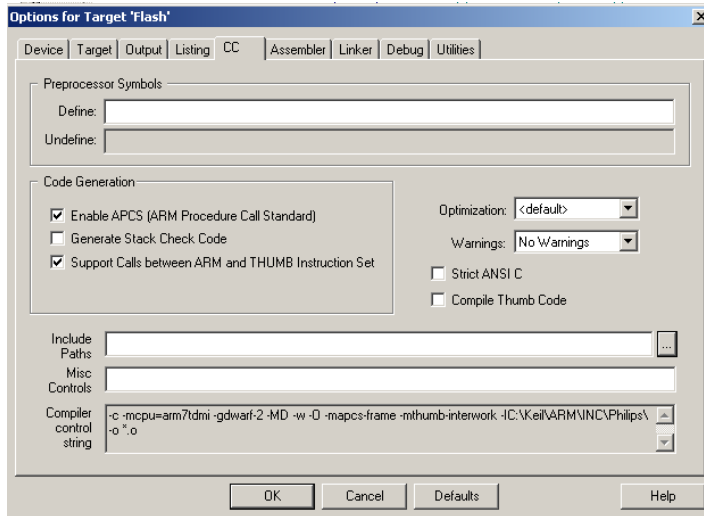 Options for Target 'Flash'
Device Target Output Listing CC Assembler Linker Debug Utilities
Preprocessor Symbols
Define:
Undefine:
Code Generation
Enable APCS (ARM Procedure Call Standard)
Generate Stack Check Code
Support Calls between ARM and THUMB Instruction Set
Optimization: <default>
Warnings: No Warnings
Strict ANSI C
Compile Thumb Code
Include
Paths
...
Misc
Controls
Compiler
control
string
-c -mcpu=arm7tdmi -gdwarf-2 -MD -w -O -mapcs-frame -mthumb-interwork -IC:\Keil\ARM\INC\Philips\
-o *.o
OK Cancel Defaults Help